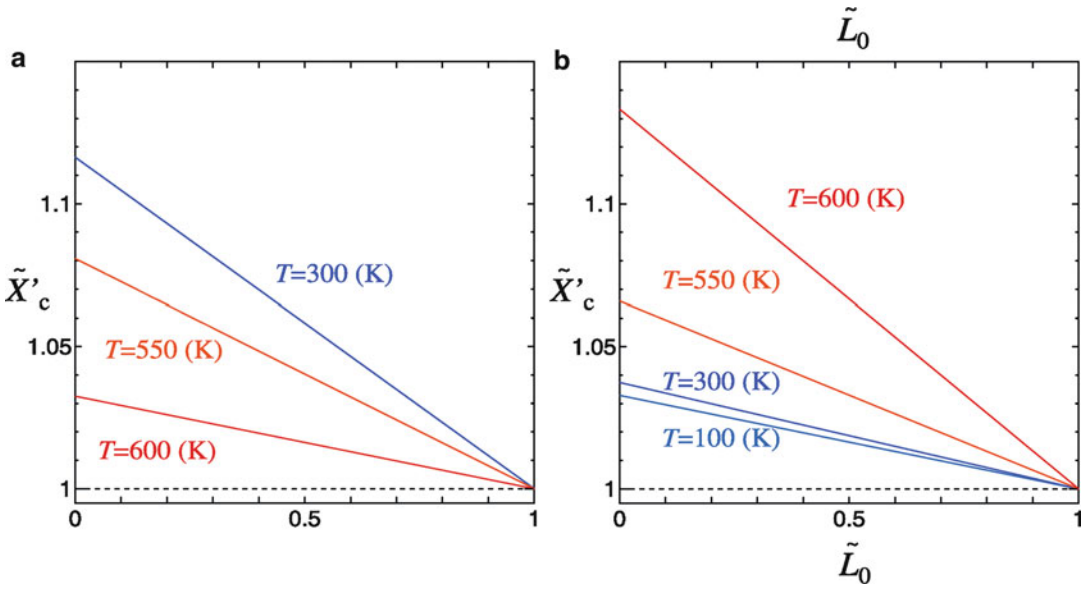 L̃₀
a
1.1
X̃'c
1.05
1
0
0.5
1
T=300 (K)
T=550 (K)
T=600 (K)
b
1.1
X̃'c
1.05
1
0
0.5
1
T=600 (K)
T=550 (K)
T=300 (K)
T=100 (K)
L̃₀